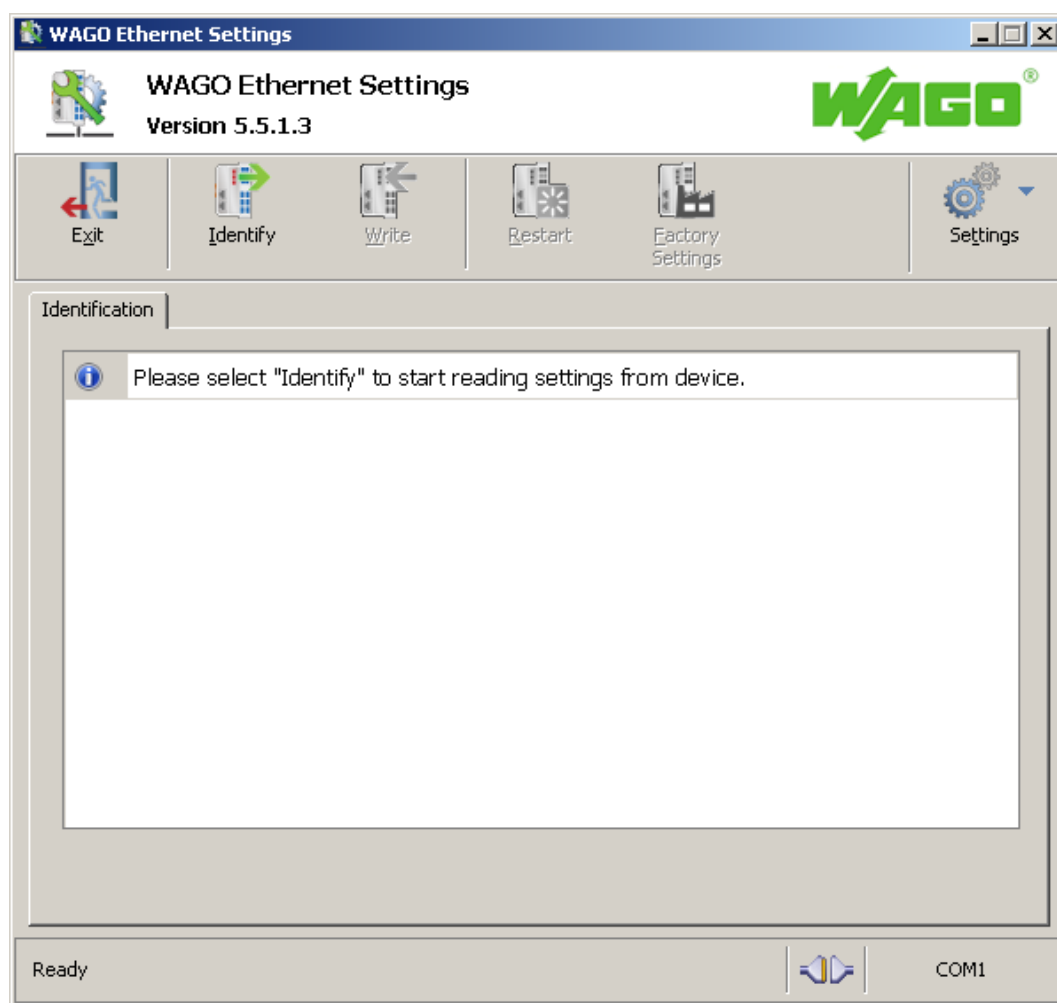 WAGO Ethernet Settings
WAGO Ethernet Settings
Version 5.5.1.3
WAGO®
Exit
Identify
Write
Restart
Factory
Settings
Settings
Identification
Please select "Identify" to start reading settings from device.
Ready
COM1